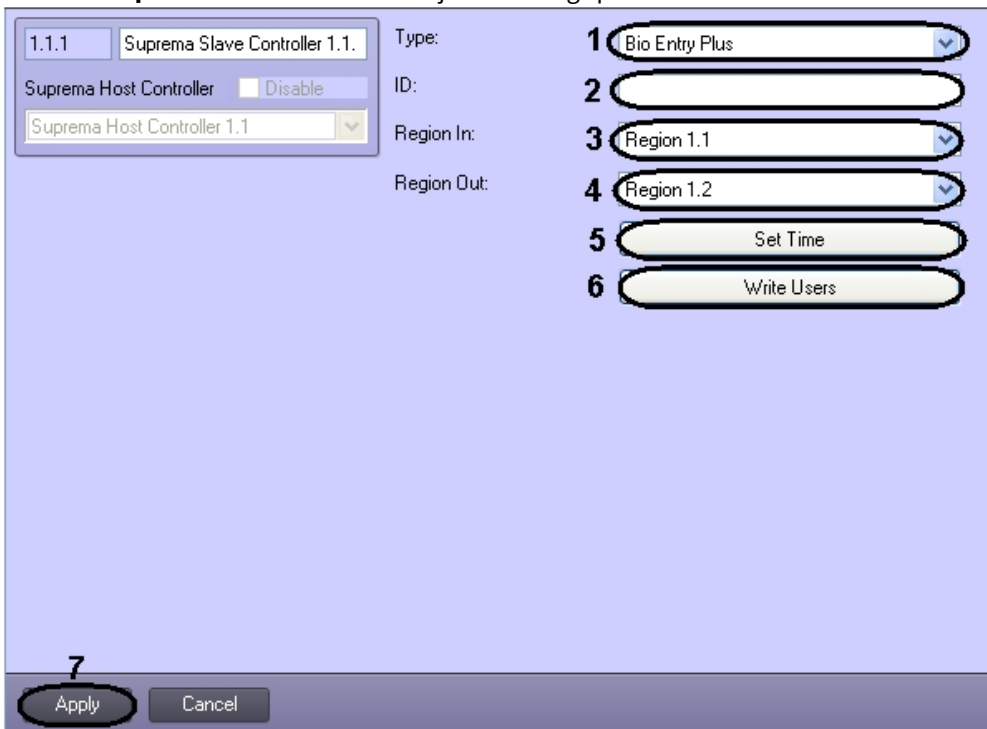 1.1.1 Suprema Slave Controller 1.1.
Suprema Host Controller Disable
Suprema Host Controller 1.1
Type: 1 Bio Entry Plus
ID: 2
Region In: 3 Region 1.1
Region Out: 4 Region 1.2
5 Set Time
6 Write Users
7
Apply Cancel